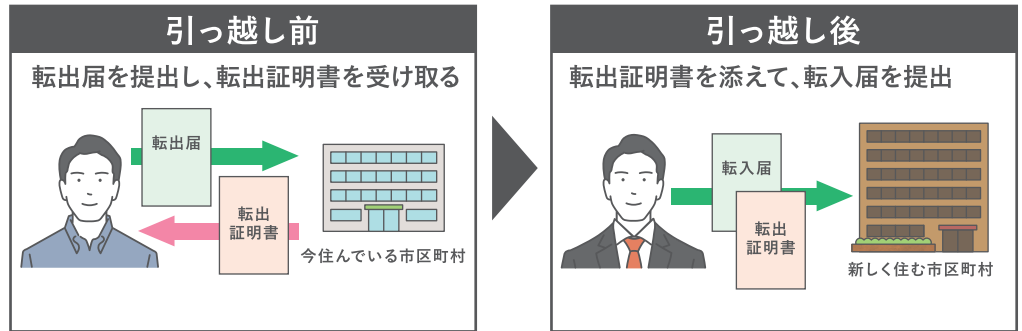 引っ越し前
転出届を提出し、転出証明書を受け取る
転出届
転出
証明書
今住んでいる市区町村
引っ越し後
転出証明書を添えて、転入届を提出
転入届
転出
証明書
新しく住む市区町村